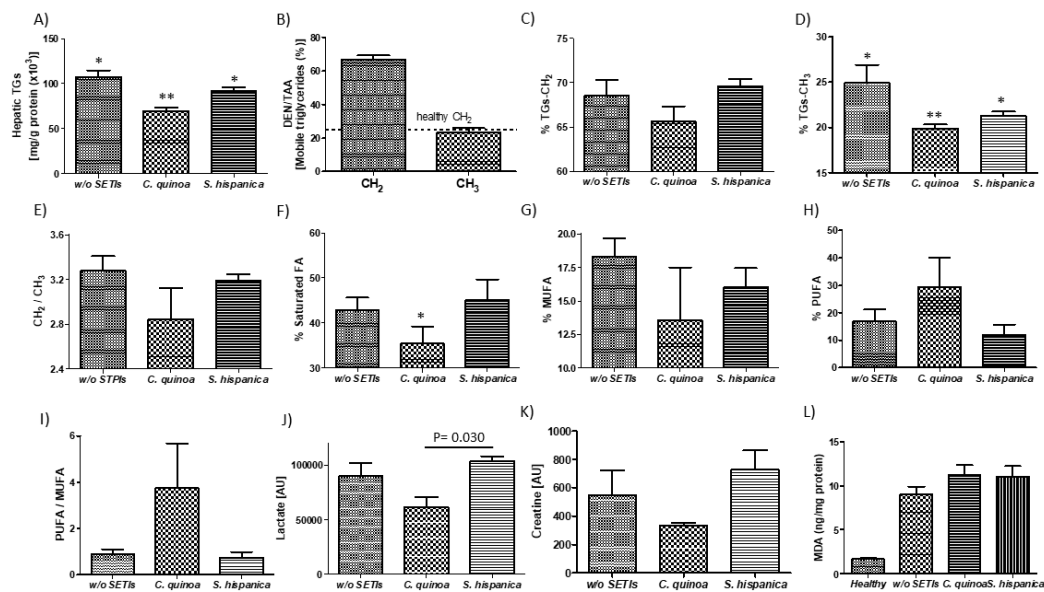 A)
Hepatic TGs
[mg/g protein (x10³)]
150
100
50
0
*
**
*
w/o SETIs C. quinoa S. hispanica
B)
DEN/TAA
[Mobile triglycerides (%)]
80
60
40
20
0
healthy CH₂
CH₂ CH₃
C)
% TGs-CH₂
75
70
65
60
w/o SETIs C. quinoa S. hispanica
D)
% TGs-CH₃
30
25
20
15
*
**
*
w/o SETIs C. quinoa S. hispanica
E)
CH₂ / CH₃
3.6
3.2
2.8
2.4
w/o STPIs C. quinoa S. hispanica
F)
% Saturated FA
60
50
40
30
*
w/o SETIs C. quinoa S. hispanica
G)
% MUFA
20.0
17.5
15.0
12.5
10.0
w/o SETIs C. quinoa S. hispanica
H)
% PUFA
50
40
30
20
10
0
w/o SETIs C. quinoa S. hispanica
I)
PUFA / MUFA
6
4
2
0
w/o SETIs C. quinoa S. hispanica
J)
Lactate [AU]
100000
50000
0
P= 0.030
w/o SETIs C. quinoa S. hispanica
K)
Creatine [AU]
1000
800
600
400
200
0
w/o SETIs C. quinoa S. hispanica
L)
MDA (ng/mg protein)
15
10
5
0
Healthy w/o SETIs C. quinoa S. hispanica